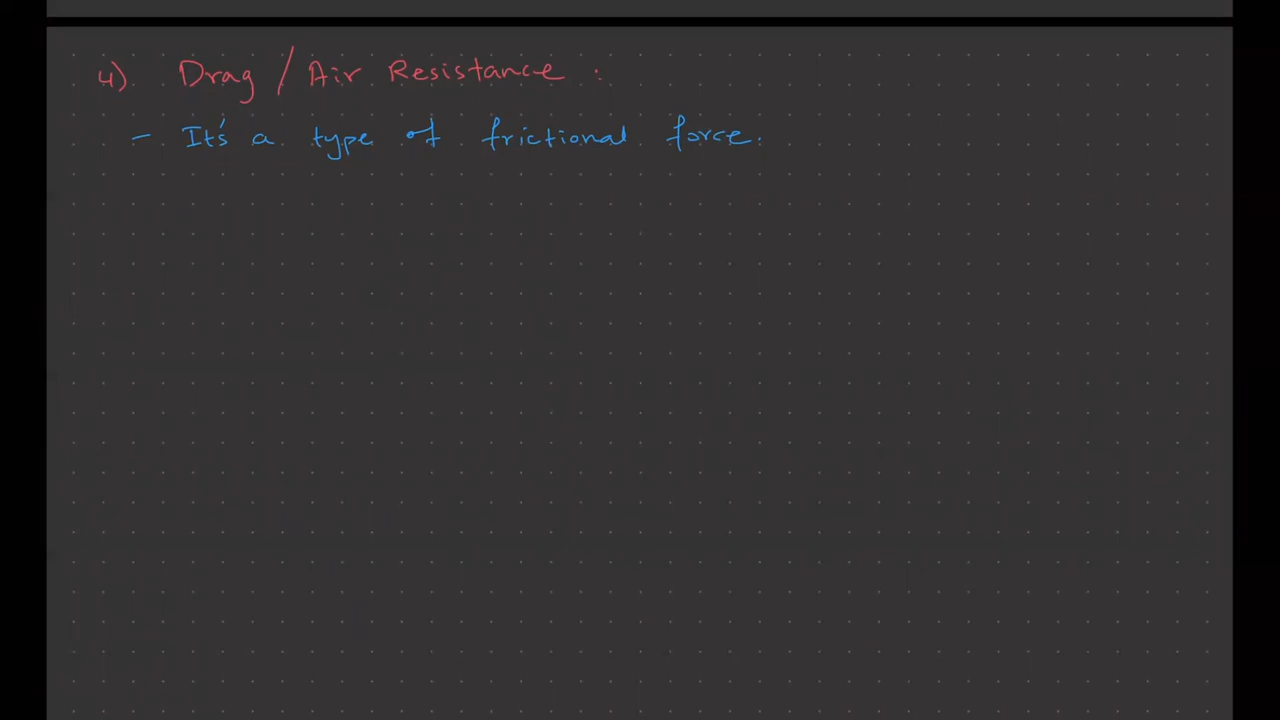 4) Drag / Air Resistance :
- It's a type of frictional force.